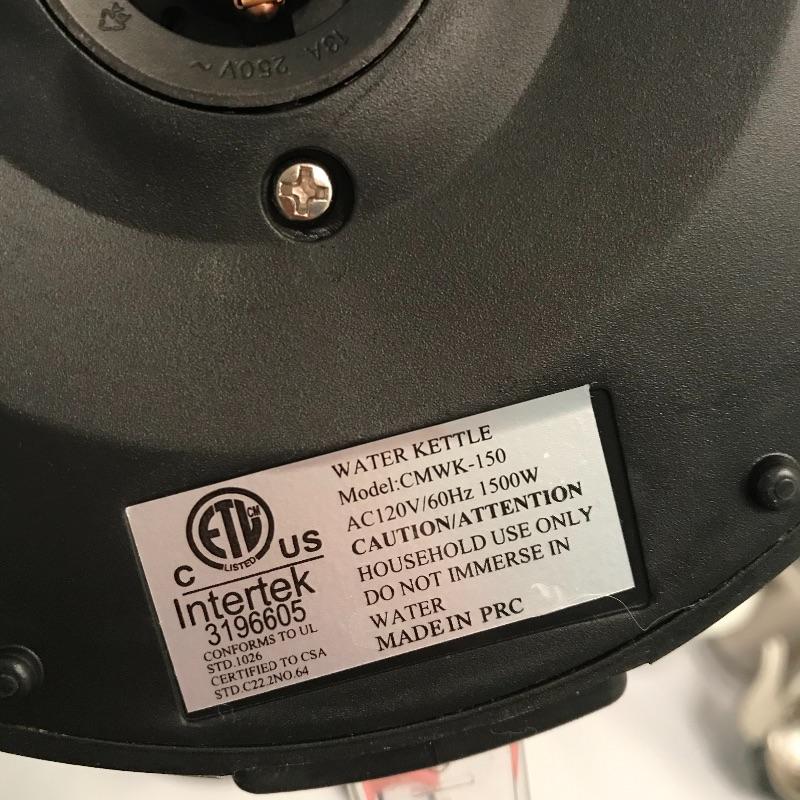 13A 250V ~
WATER KETTLE
Model:CMWK-150
AC120V/60Hz 1500W
CAUTION/ATTENTION
HOUSEHOLD USE ONLY
DO NOT IMMERSE IN
WATER
MADE IN PRC
ETL CM
LISTED
C US
Intertek
3196605
CONFORMS TO UL
STD.1026
CERTIFIED TO CSA
STD.C22.2NO.64